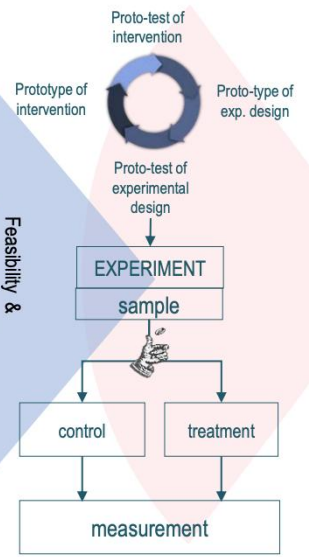 Proto-test of
intervention
Prototype of
intervention
Proto-type of
exp. design
Proto-test of
experimental
design
Feasibility &
EXPERIMENT
sample
control
treatment
measurement